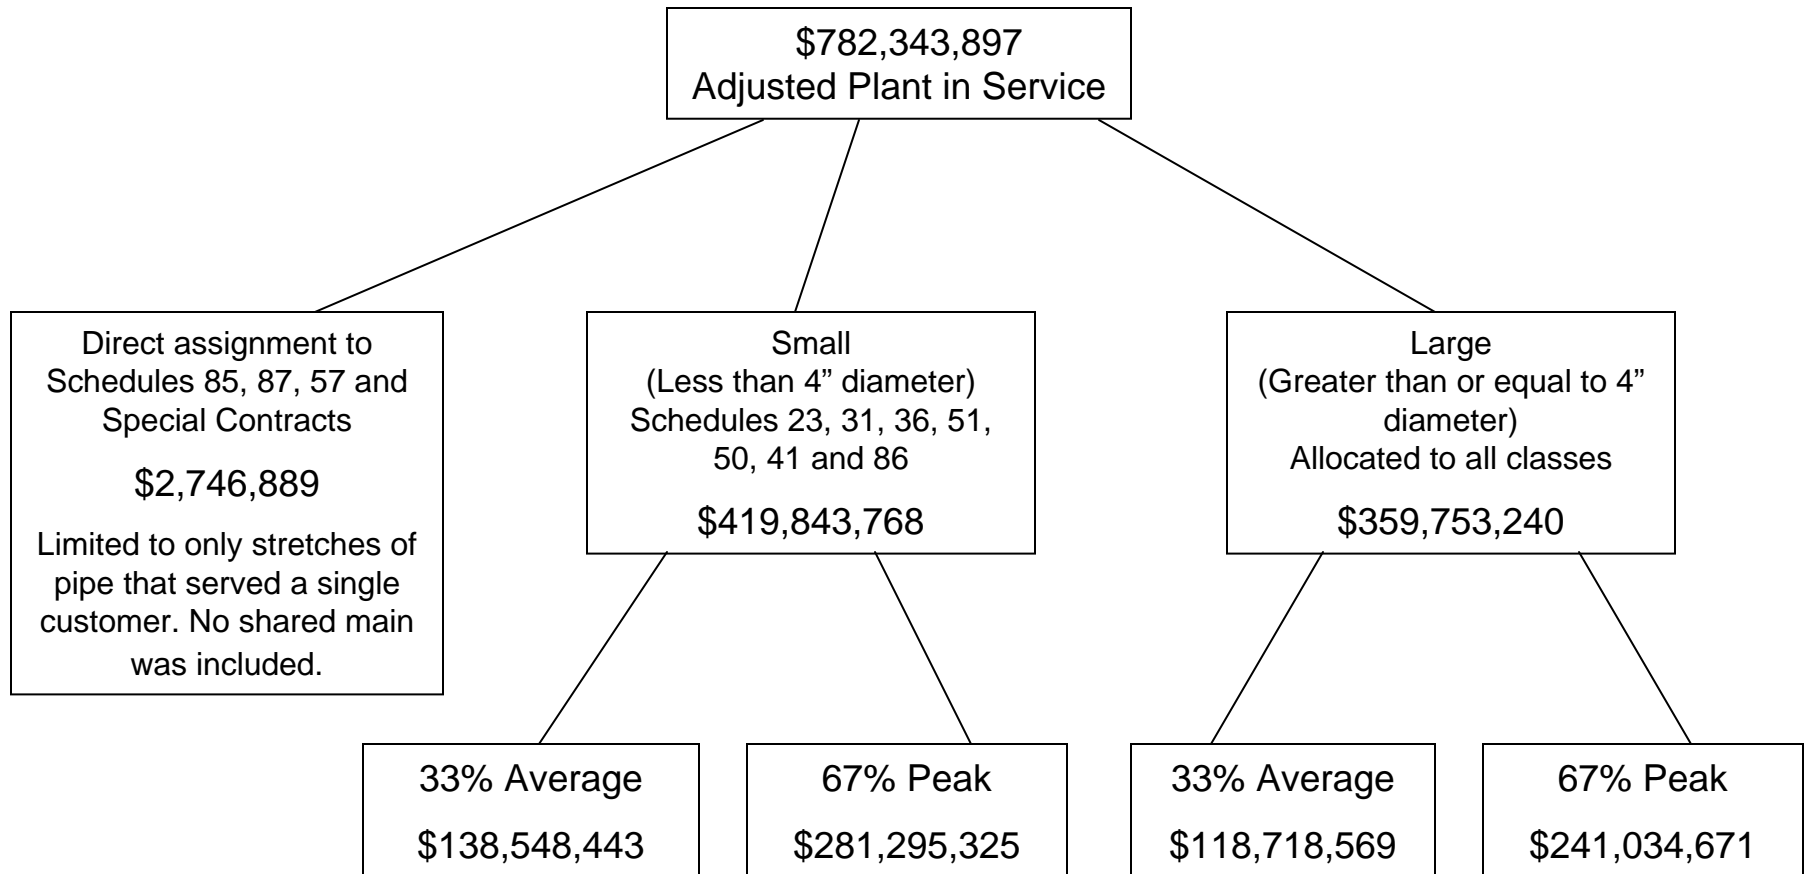 $782,343,897
Adjusted Plant in Service
Direct assignment to
Schedules 85, 87, 57 and
Special Contracts
$2,746,889
Limited to only stretches of
pipe that served a single
customer. No shared main
was included.
Small
(Less than 4” diameter)
Schedules 23, 31, 36, 51,
50, 41 and 86
$419,843,768
Large
(Greater than or equal to 4”
diameter)
Allocated to all classes
$359,753,240
33% Average
$138,548,443
67% Peak
$281,295,325
33% Average
$118,718,569
67% Peak
$241,034,671